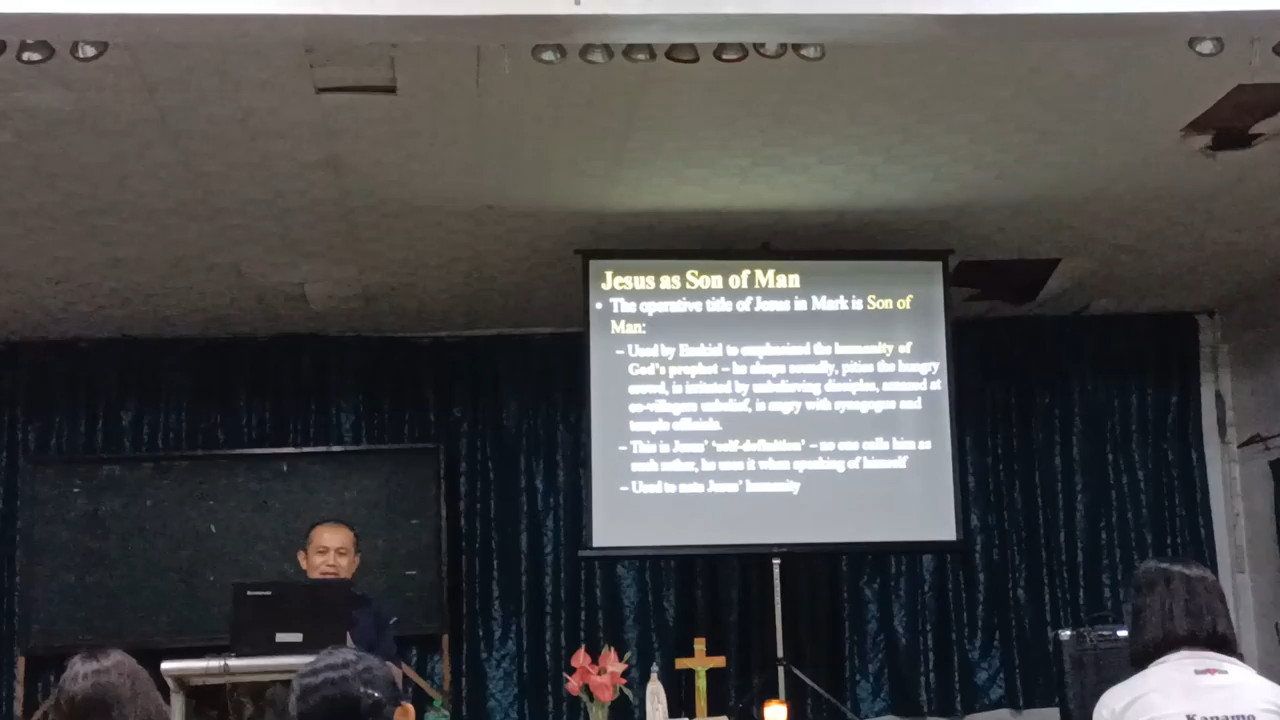 Jesus as Son of Man
• The operative title of Jesus in Mark is Son of
Man:
– Used by Ezekiel to emphasized the humanity of
God's prophet – he sleeps soundly, pities the hungry
crowd, is irritated by unbelieving disciples, amazed at
co-villagers unbelief, is angry with synagogue and
temple officials.
– This is Jesus' 'self-definition' – no one calls him as
such rather, he uses it when speaking of himself
– Used to note Jesus' humanity
Kanamo